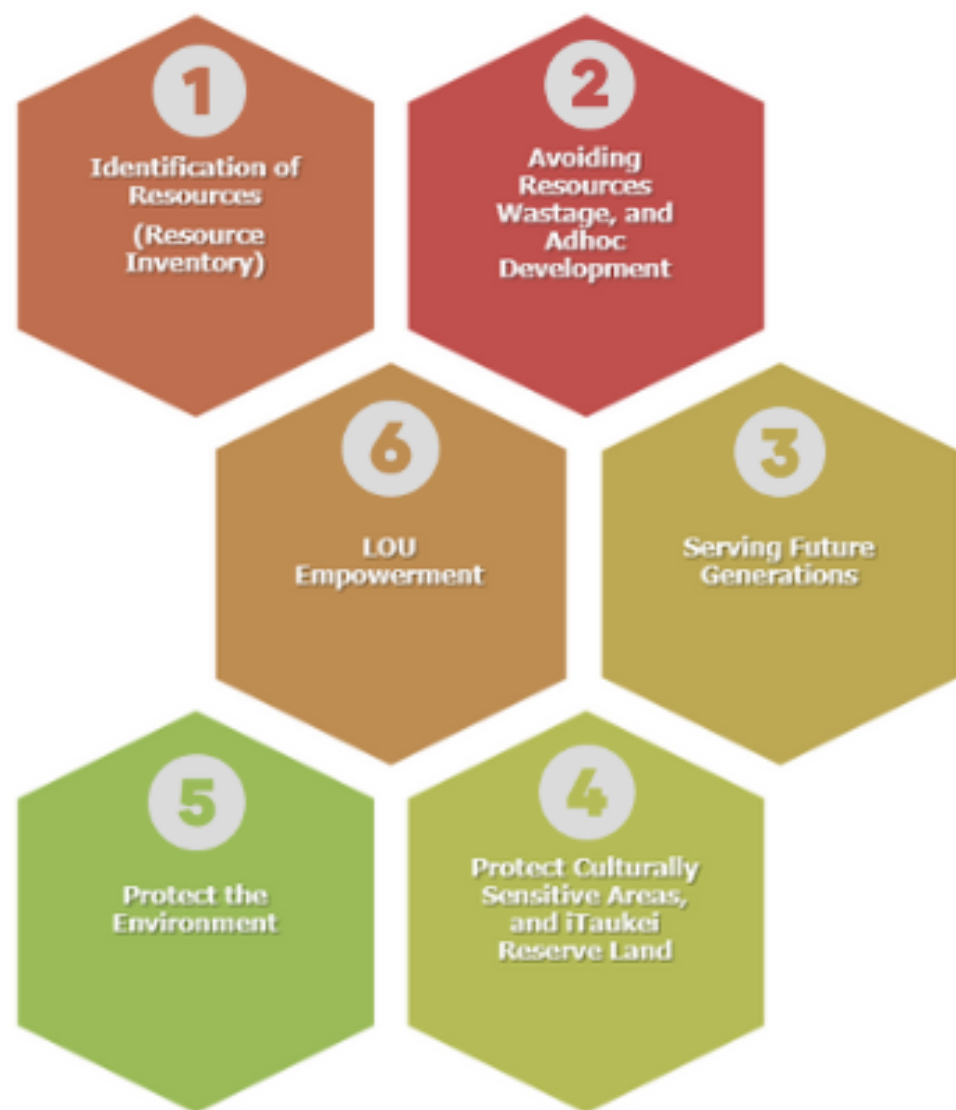 1
Identification of
Resources
(Resource
Inventory)
2
Avoiding
Resources
Wastage, and
Adhoc
Development
3
Serving Future
Generations
4
Protect Culturally
Sensitive Areas,
and iTaukei
Reserve Land
5
Protect the
Environment
6
LOU
Empowerment